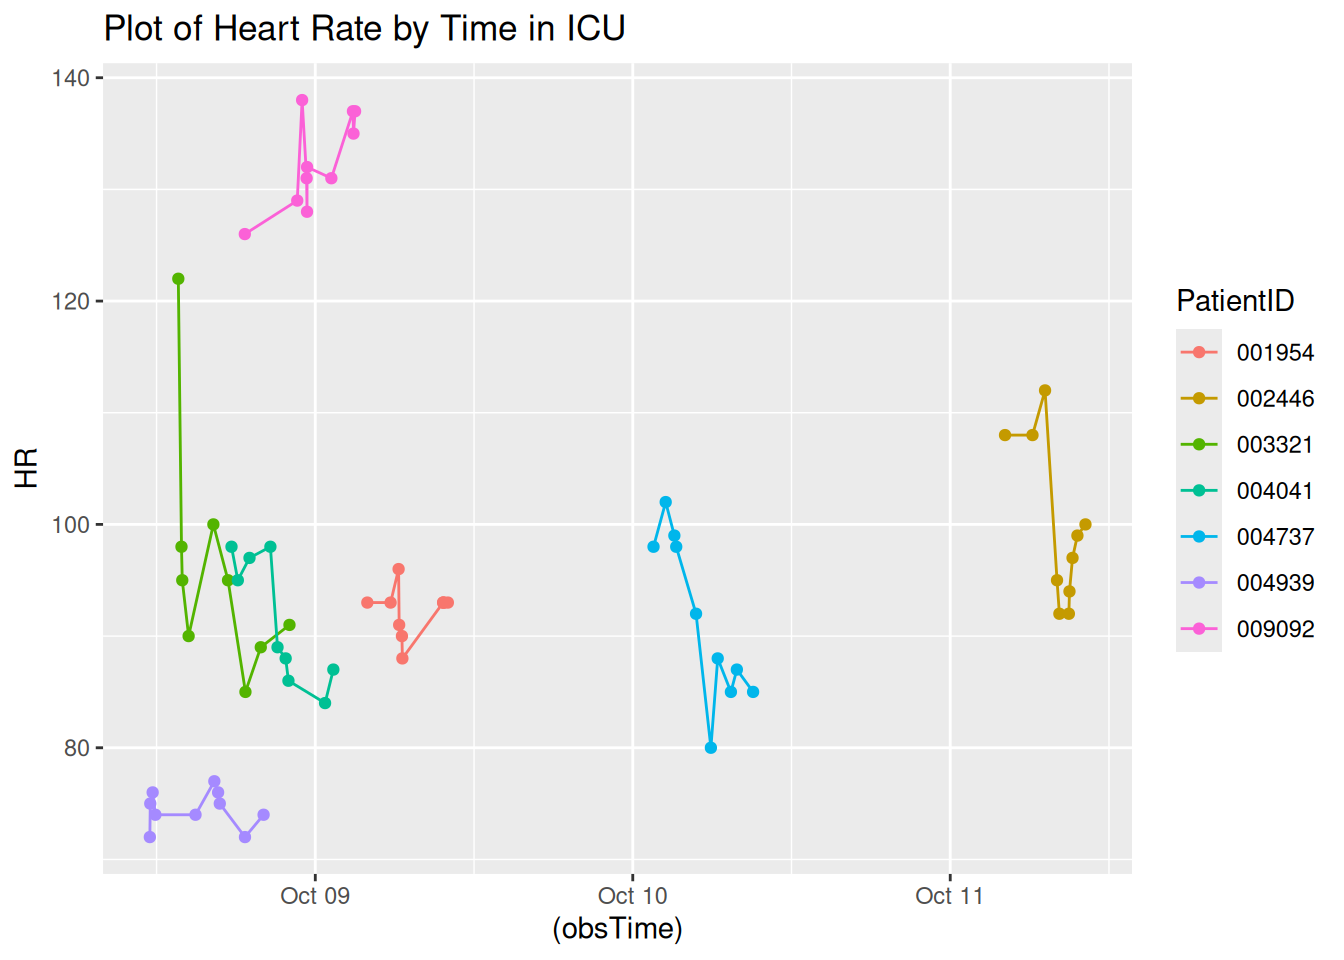 Plot of Heart Rate by Time in ICU
140
120
100
80
HR
Oct 09
Oct 10
Oct 11
(obsTime)
PatientID
001954
002446
003321
004041
004737
004939
009092